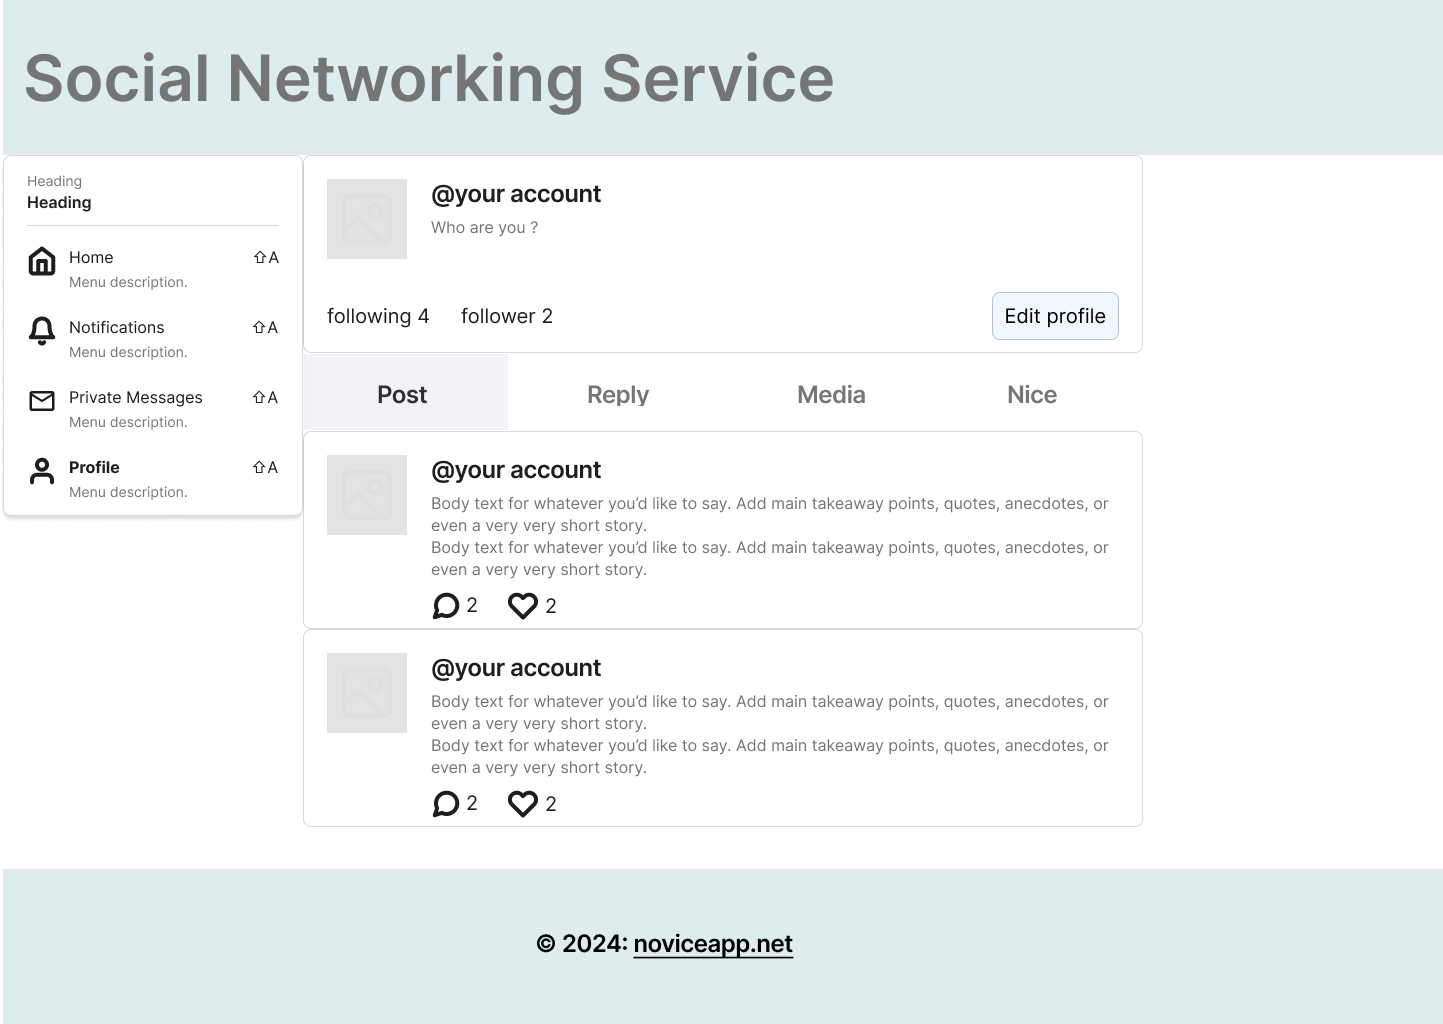 Social Networking Service
Heading
Heading
Home ⇧A
Menu description.
Notifications ⇧A
Menu description.
Private Messages ⇧A
Menu description.
Profile ⇧A
Menu description.
@your account
Who are you ?
following 4 follower 2 Edit profile
Post Reply Media Nice
@your account
Body text for whatever you’d like to say. Add main takeaway points, quotes, anecdotes, or
even a very very short story.
Body text for whatever you’d like to say. Add main takeaway points, quotes, anecdotes, or
even a very very short story.
2 2
@your account
Body text for whatever you’d like to say. Add main takeaway points, quotes, anecdotes, or
even a very very short story.
Body text for whatever you’d like to say. Add main takeaway points, quotes, anecdotes, or
even a very very short story.
2 2
© 2024: noviceapp.net